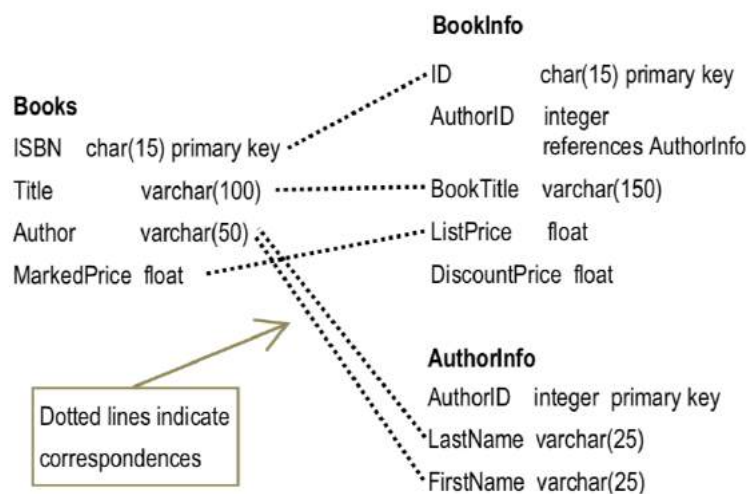 BookInfo
ID char(15) primary key
AuthorID integer
references AuthorInfo
BookTitle varchar(150)
ListPrice float
DiscountPrice float
Books
ISBN char(15) primary key
Title varchar(100)
Author varchar(50)
MarkedPrice float
AuthorInfo
AuthorID integer primary key
LastName varchar(25)
FirstName varchar(25)
Dotted lines indicate
correspondences